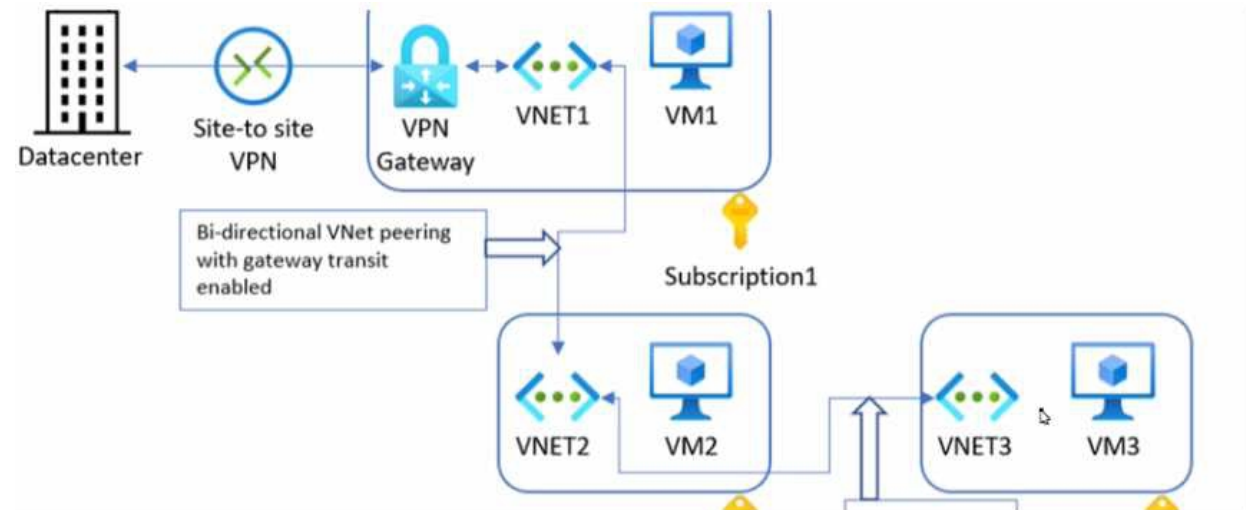 Datacenter
Site-to site
VPN
VPN
Gateway
VNET1
VM1
Bi-directional VNet peering
with gateway transit
enabled
Subscription1
VNET2
VM2
VNET3
VM3